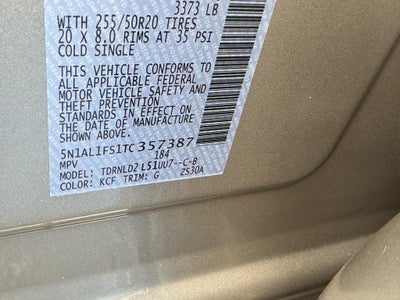 3373 LB
WITH 255/50R20 TIRES
20 x 8.0 RIMS AT 35 PSI
COLD SINGLE
THIS VEHICLE CONFORMS TO
ALL APPLICABLE FEDERAL
MOTOR VEHICLE SAFETY AND
THEFT PREVENTION
STANDARDS IN EFFECT ON
THE DATE OF MANUFACTURE
SHOWN ABOVE.
5N1AL1FS1TC357387
MPV 184
MODEL: TDRNLD2 L51UU7--C-B
COLOR: KCF TRIM: G ZS30A